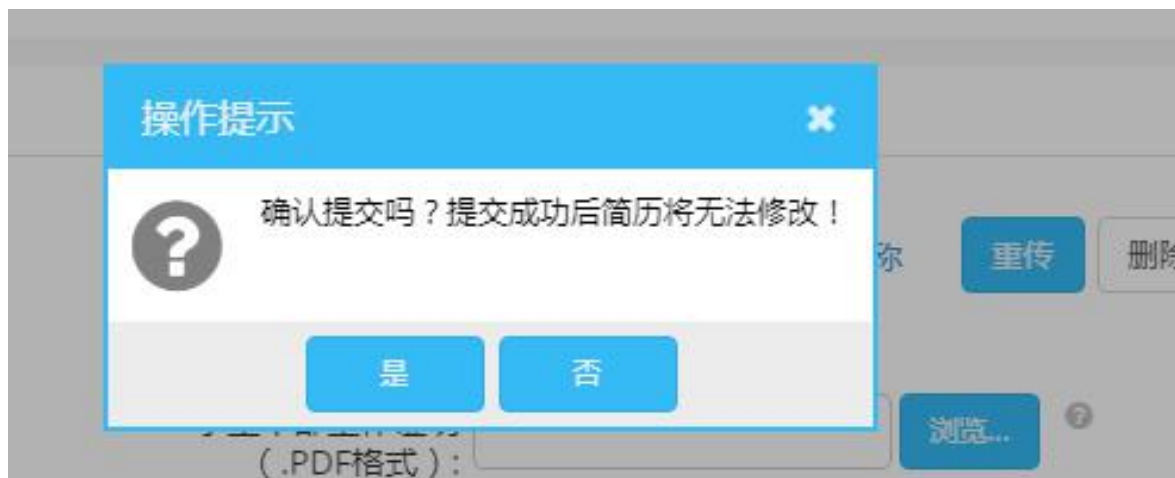 操作提示
确认提交吗？提交成功后简历将无法修改！
称
重传
删除
是
否
浏览...
（.PDF格式）：